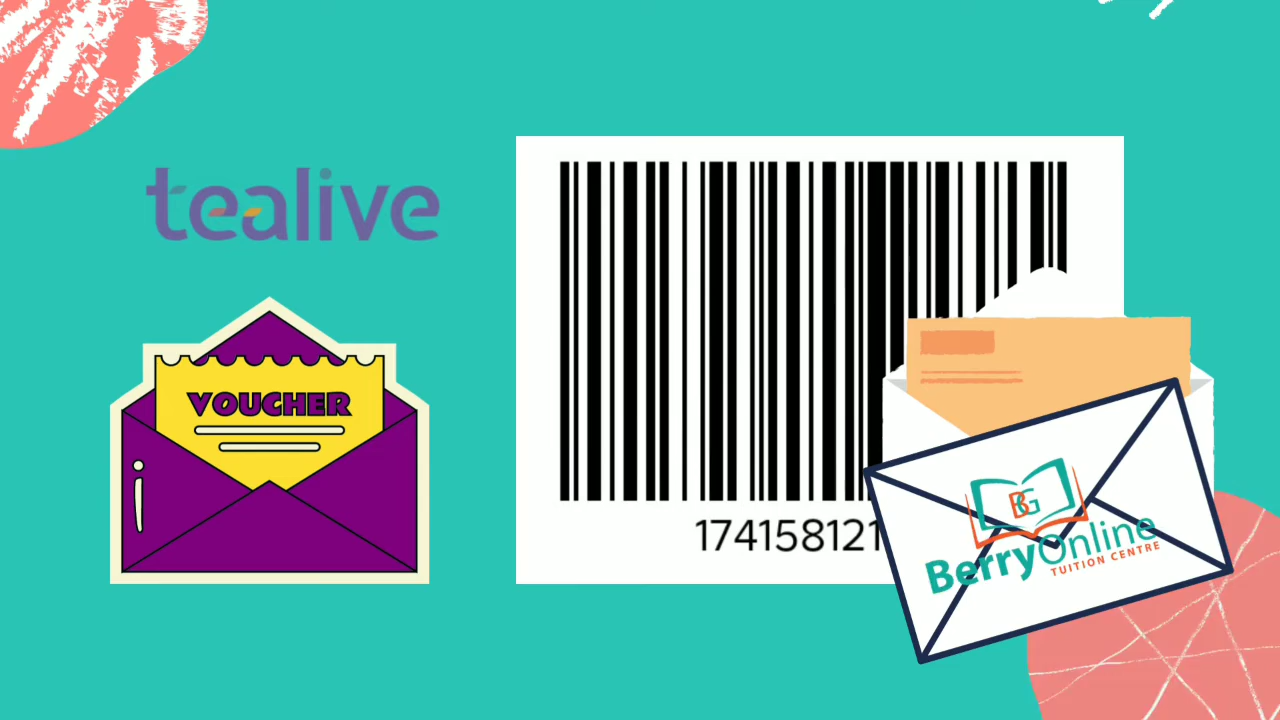 tealive
VOUCHER
174158121
BG
BerryOnline
TUITION CENTRE